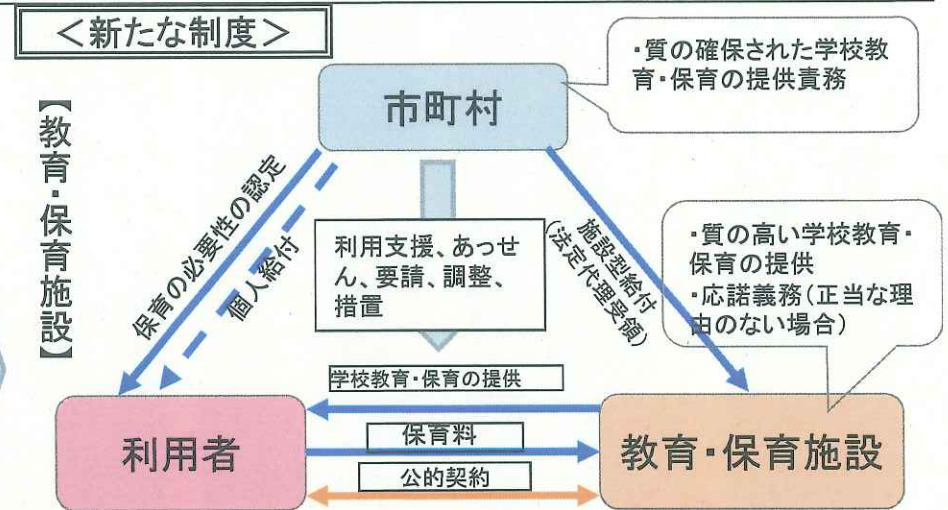 ＜新たな制度＞
【教育・保育施設】
市町村
・質の確保された学校教
育・保育の提供責務
保育の必要性の認定
個人給付
利用支援、あっせ
ん、要請、調整、
措置
施設型給付
(法定代理受領)
・質の高い学校教育・
保育の提供
・応諾義務(正当な理
由のない場合)
学校教育・保育の提供
利用者
保育料
教育・保育施設
公的契約